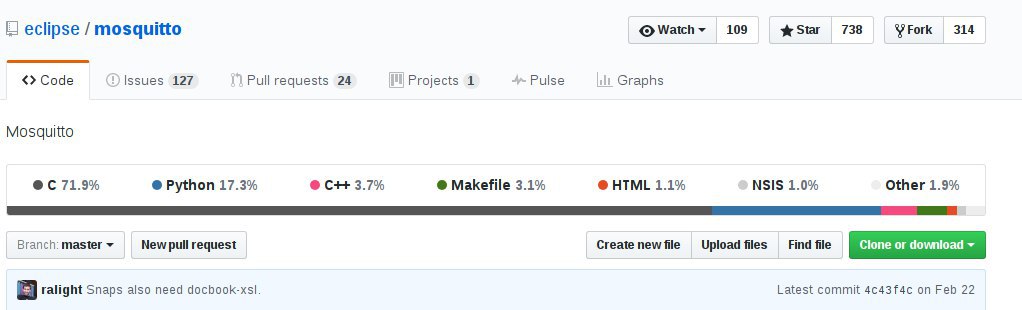 eclipse / mosquitto Watch 109 Star 738 Fork 314
Code Issues 127 Pull requests 24 Projects 1 Pulse Graphs
Mosquitto
C 71.9% Python 17.3% C++ 3.7% Makefile 3.1% HTML 1.1% NSIS 1.0% Other 1.9%
Branch: master New pull request Create new file Upload files Find file Clone or download
ralight Snaps also need docbook-xsl. Latest commit 4c43f4c on Feb 22